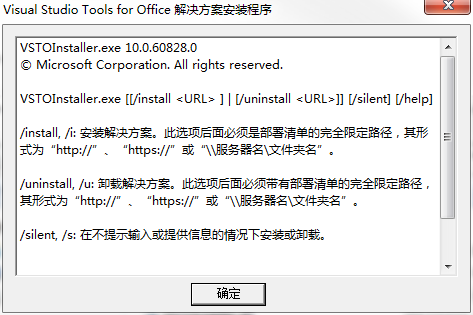 Visual Studio Tools for Office 解决方案安装程序
VSTOInstaller.exe 10.0.60828.0
© Microsoft Corporation. All rights reserved.
VSTOInstaller.exe [[/install <URL> ] | [/uninstall <URL>]] [/silent] [/help]
/install, /i: 安装解决方案。此选项后面必须是部署清单的完全限定路径，其形
式为“http://”、“https://”或“\\服务器名\文件夹名”。
/uninstall, /u: 卸载解决方案。此选项后面必须带有部署清单的完全限定路径，
其形式为“http://”、“https://”或“\\服务器名\文件夹名”。
/silent, /s: 在不提示输入或提供信息的情况下安装或卸载。
确定